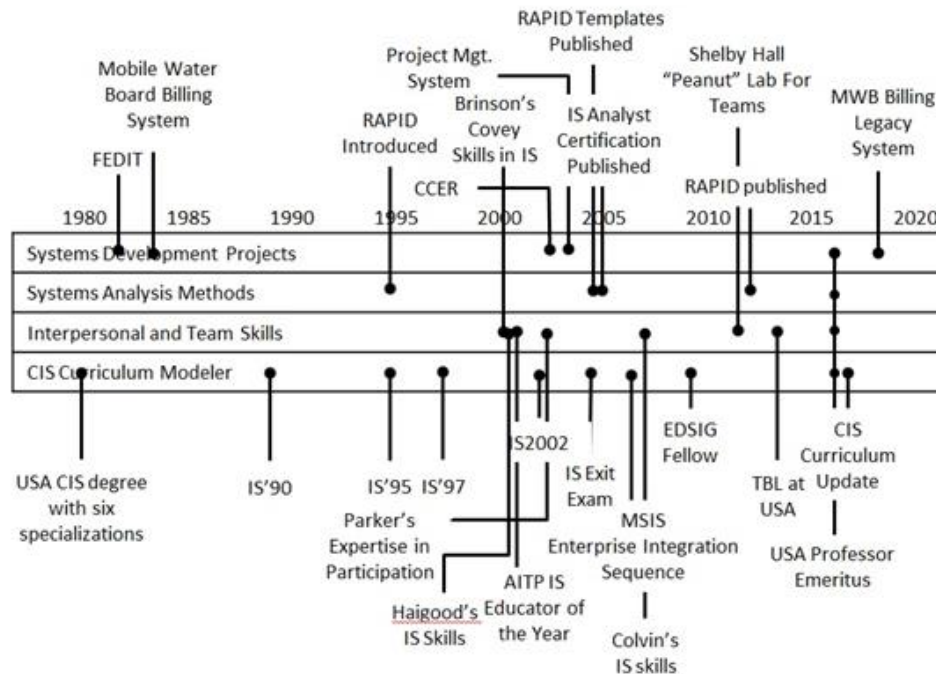 RAPID Templates
Published
Mobile Water
Board Billing
System
Project Mgt.
System
Shelby Hall
"Peanut" Lab For
Teams
Brinson's
Covey
Skills in IS
MWB Billing
Legacy
System
RAPID
Introduced
IS Analyst
Certification
Published
FEDIT
CCER
RAPID published
1980 1985 1990 1995 2000 2005 2010 2015 2020
Systems Development Projects
Systems Analysis Methods
Interpersonal and Team Skills
CIS Curriculum Modeler
USA CIS degree
with six
specializations
IS'90
IS'95
IS'97
IS2002
IS Exit
Exam
EDSIG
Fellow
TBL at
USA
CIS
Curriculum
Update
Parker's
Expertise in
Participation
MSIS
Enterprise Integration
Sequence
USA Professor
Emeritus
Haigood's
IS Skills
AITP IS
Educator of
the Year
Colvin's
IS skills